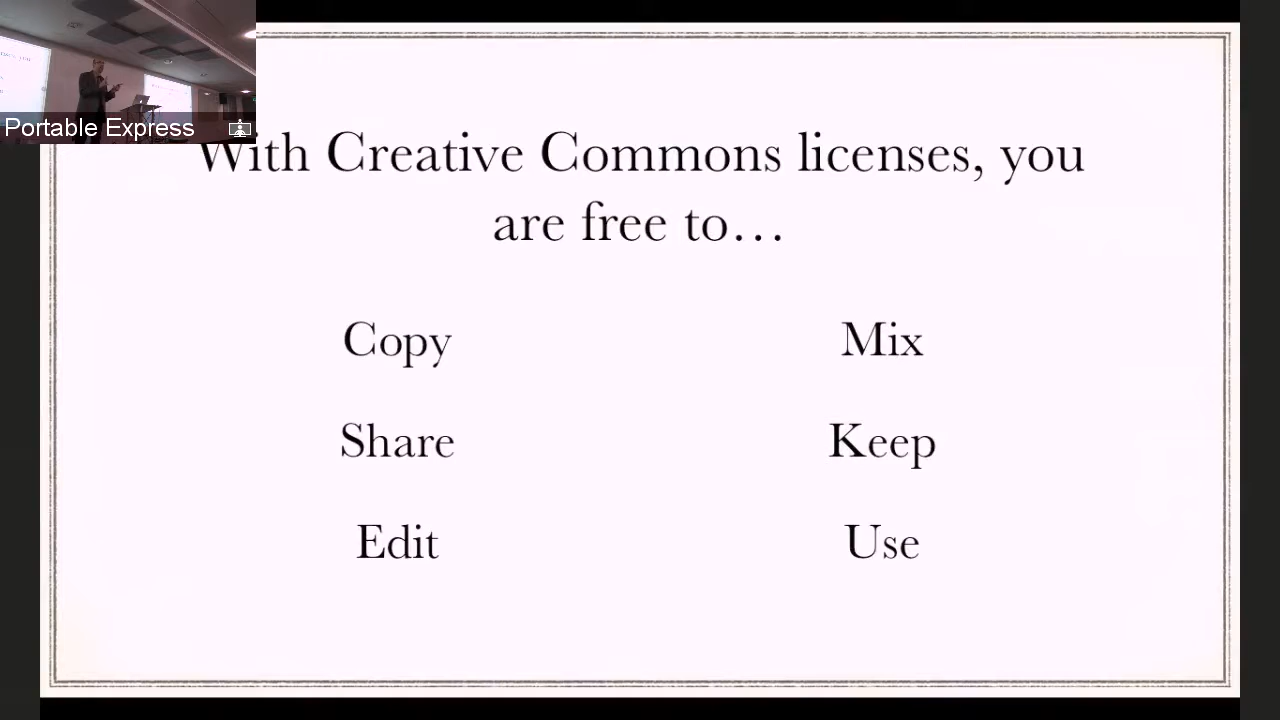 Portable Express
With Creative Commons licenses, you
are free to…
Copy
Mix
Share
Keep
Edit
Use